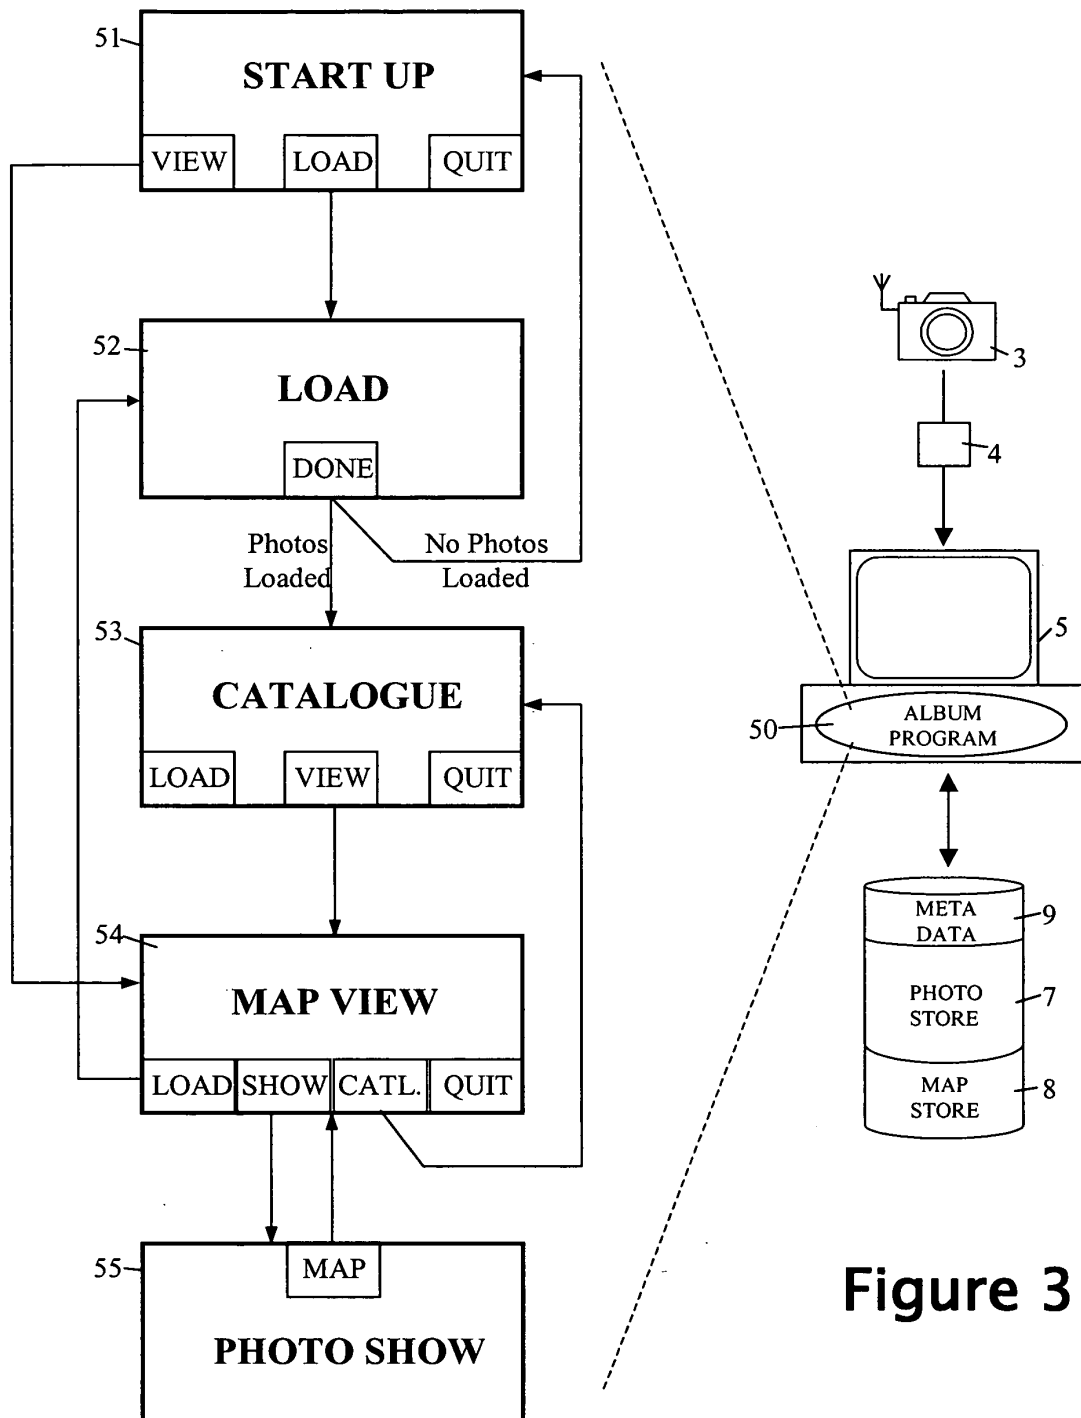 51
START UP
VIEW
LOAD
QUIT
52
LOAD
DONE
Photos
Loaded
No Photos
Loaded
53
CATALOGUE
LOAD
VIEW
QUIT
54
MAP VIEW
LOAD
SHOW
CATL.
QUIT
55
MAP
PHOTO SHOW
3
4
5
50
ALBUM
PROGRAM
META
DATA
9
PHOTO
STORE
7
MAP
STORE
8
Figure 3